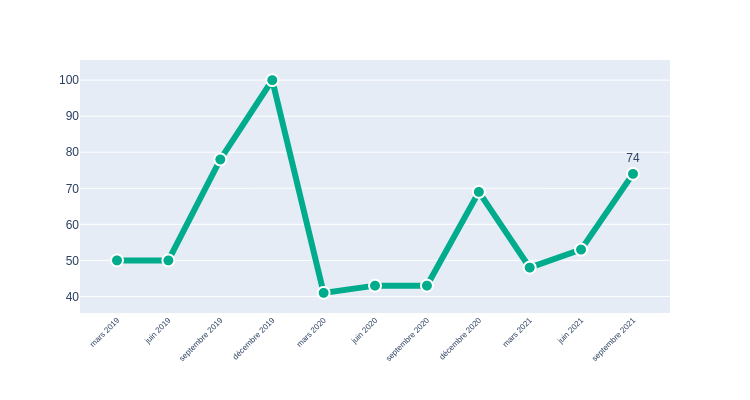 100
90
80
70
60
50
40
74
mars 2019
juin 2019
septembre 2019
décembre 2019
mars 2020
juin 2020
septembre 2020
décembre 2020
mars 2021
juin 2021
septembre 2021